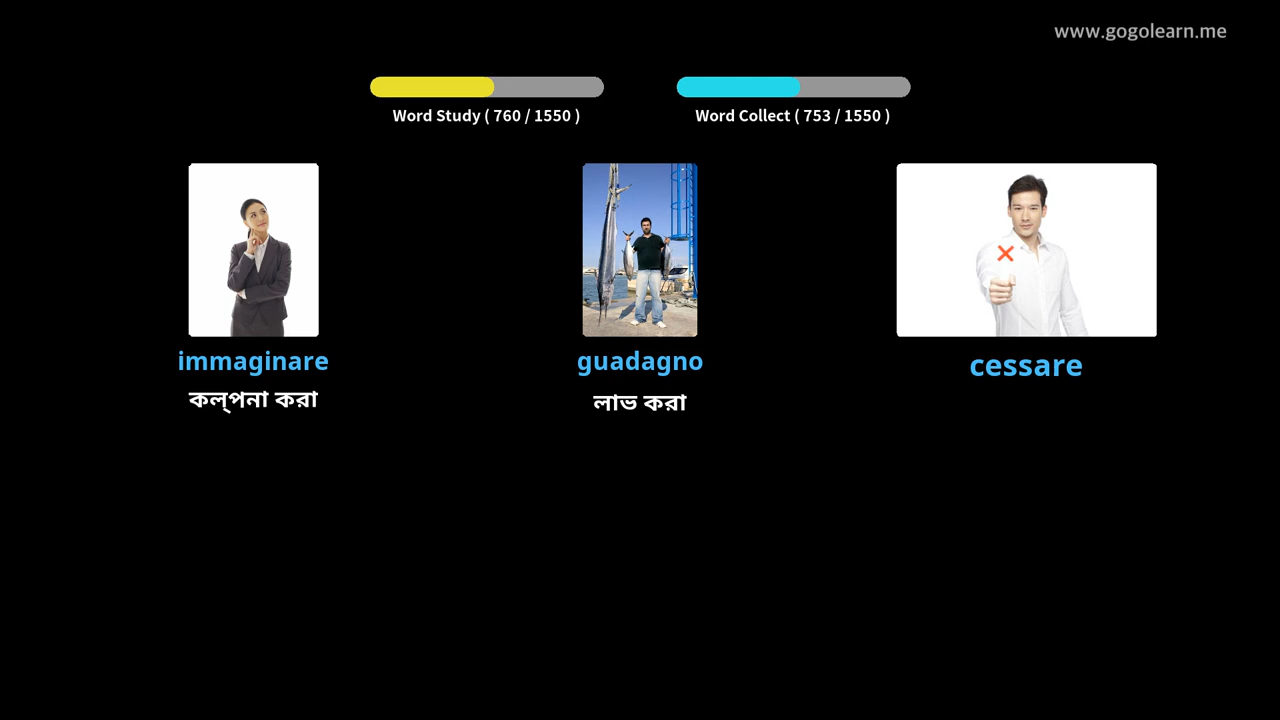 www.gogolearn.me
Word Study ( 760 / 1550 )
Word Collect ( 753 / 1550 )
immaginare
guadagno
cessare
কল্পনা করা
লাভ করা